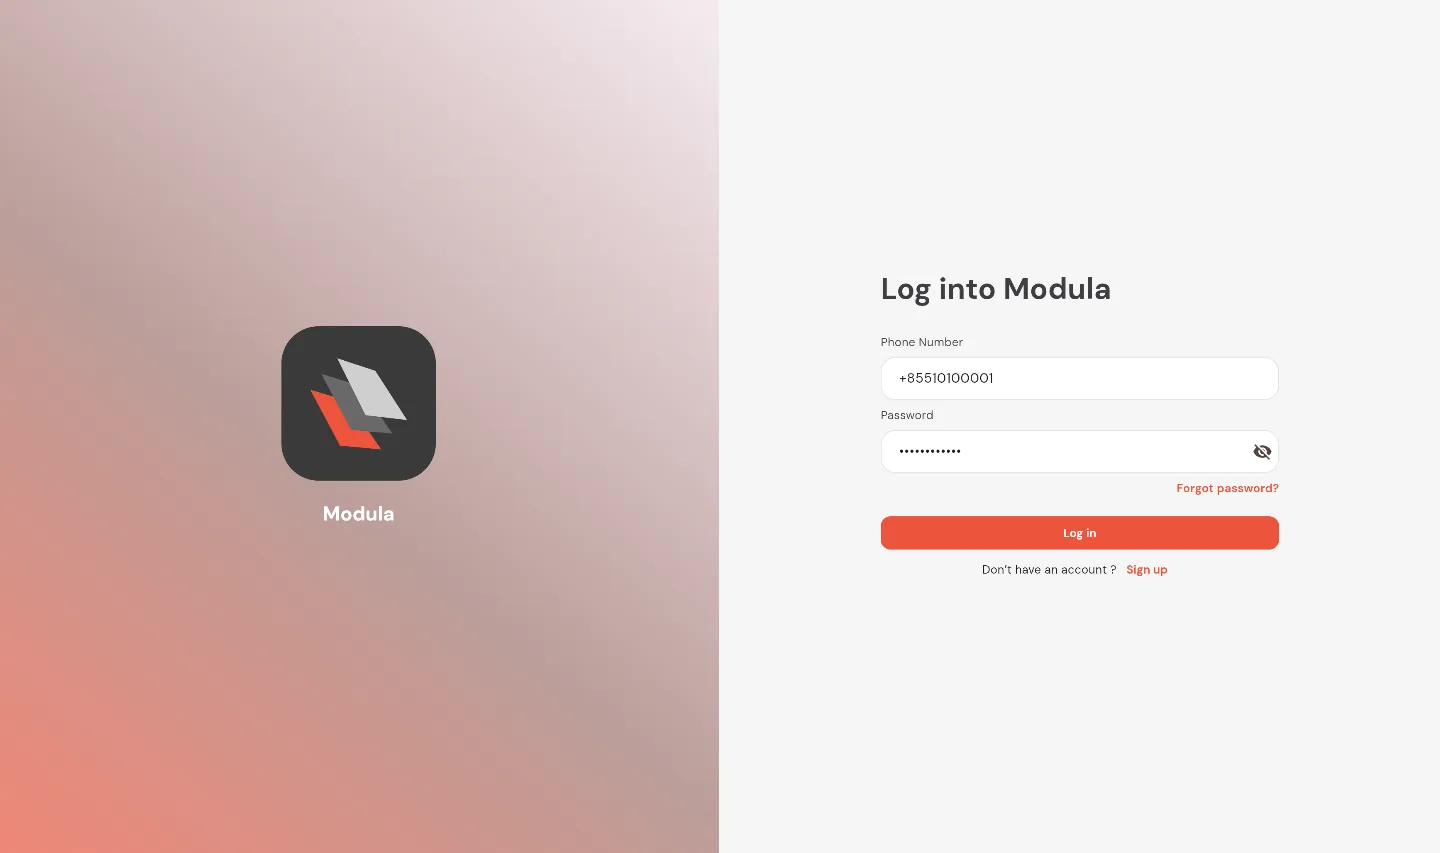 Modula
Log into Modula
Phone Number
+85510100001
Password
••••••••••••
Forgot password?
Log in
Don't have an account ? Sign up